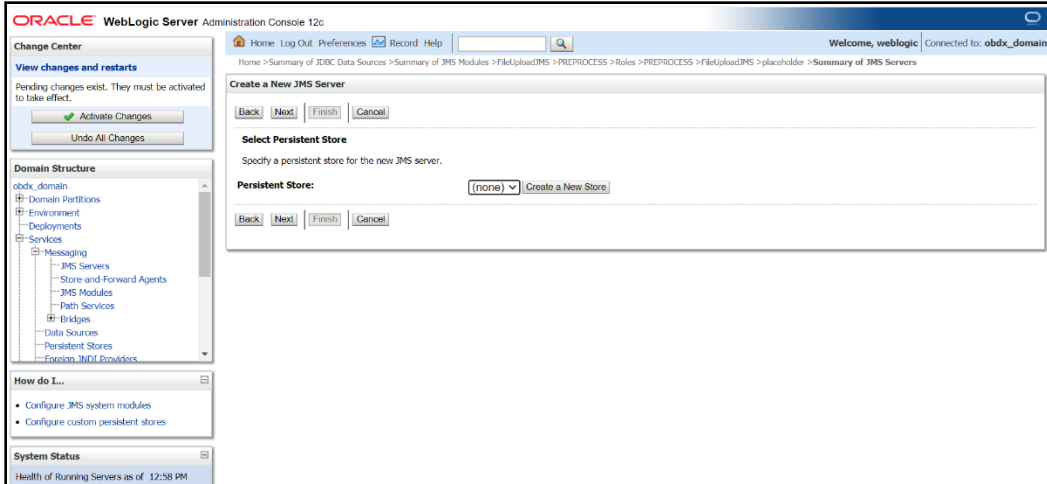 ORACLE WebLogic Server Administration Console 12c
Change Center
View changes and restarts
Pending changes exist. They must be activated
to take effect.
Activate Changes
Undo All Changes
Domain Structure
obdx_domain
Domain Partitions
Environment
Deployments
Services
Messaging
JMS Servers
Store-and-Forward Agents
JMS Modules
Path Services
Bridges
Data Sources
Persistent Stores
Foreign JNDI Providers
How do I...
Configure JMS system modules
Configure custom persistent stores
System Status
Health of Running Servers as of 12:58 PM
Home Log Out Preferences Record Help
Welcome, weblogic Connected to: obdx_domain
Home >Summary of JDBC Data Sources >Summary of JMS Modules >FileUploadJMS >PREPROCESS >Roles >PREPROCESS >FileUploadJMS >placeholder >Summary of JMS Servers
Create a New JMS Server
Back Next Finish Cancel
Select Persistent Store
Specify a persistent store for the new JMS server.
Persistent Store: (none) Create a New Store
Back Next Finish Cancel